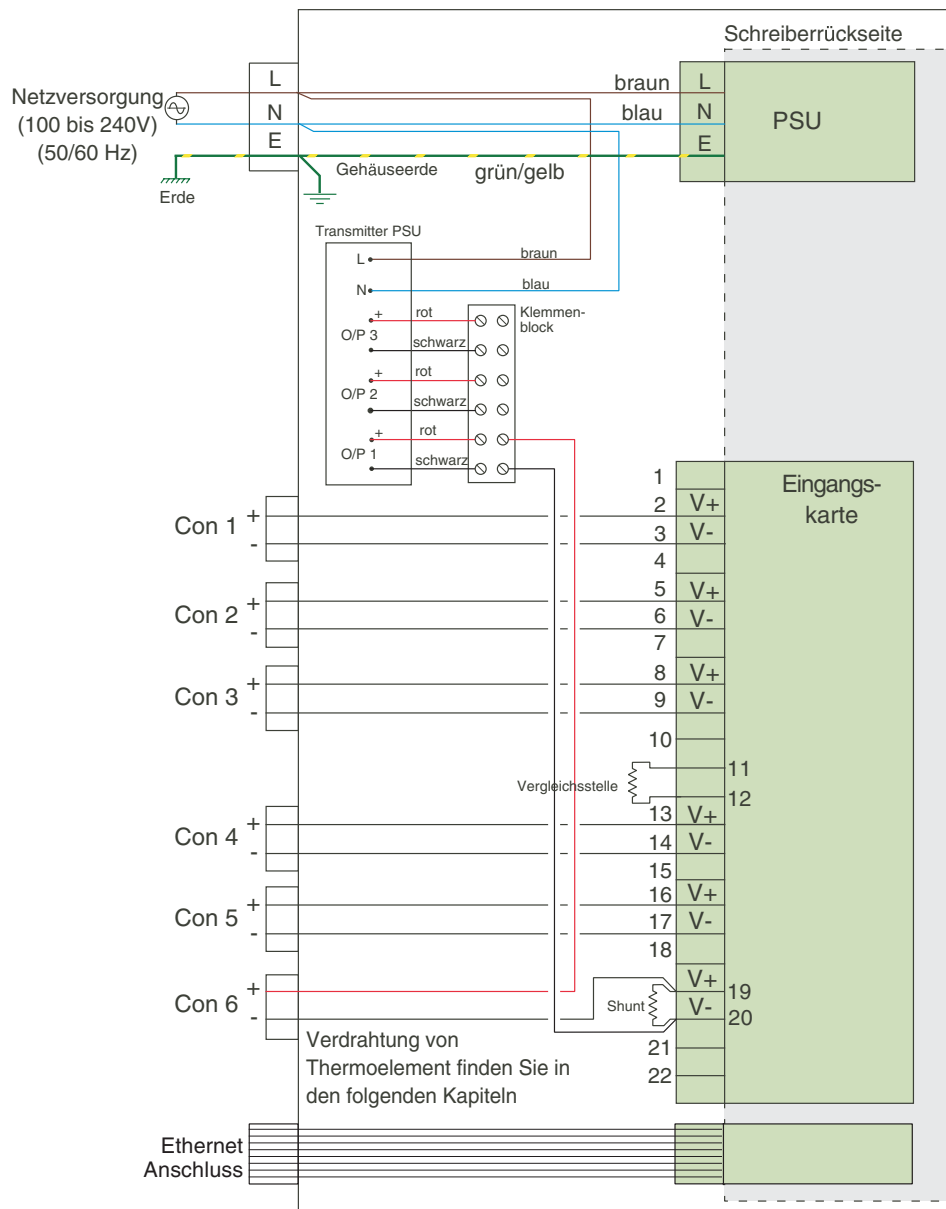 Schreiberrückseite
Netzversorgung
(100 bis 240V)
(50/60 Hz)
L
N
E
braun
blau
L
N
E
PSU
Erde
Gehäuseerde
grün/gelb
Transmitter PSU
L
N
braun
blau
+
O/P 3
rot
schwarz
+
O/P 2
rot
schwarz
+
O/P 1
rot
schwarz
Klemmen-
block
Eingangs-
karte
1
2 V+
3 V-
4
5 V+
6 V-
7
8 V+
9 V-
10
11
12
13 V+
14 V-
15
16 V+
17 V-
18
V+ 19
V- 20
21
22
Con 1 +
-
Con 2 +
-
Con 3 +
-
Vergleichsstelle
Con 4 +
-
Con 5 +
-
Con 6 +
-
Shunt
Verdrahtung von
Thermoelement finden Sie in
den folgenden Kapiteln
Ethernet
Anschluss